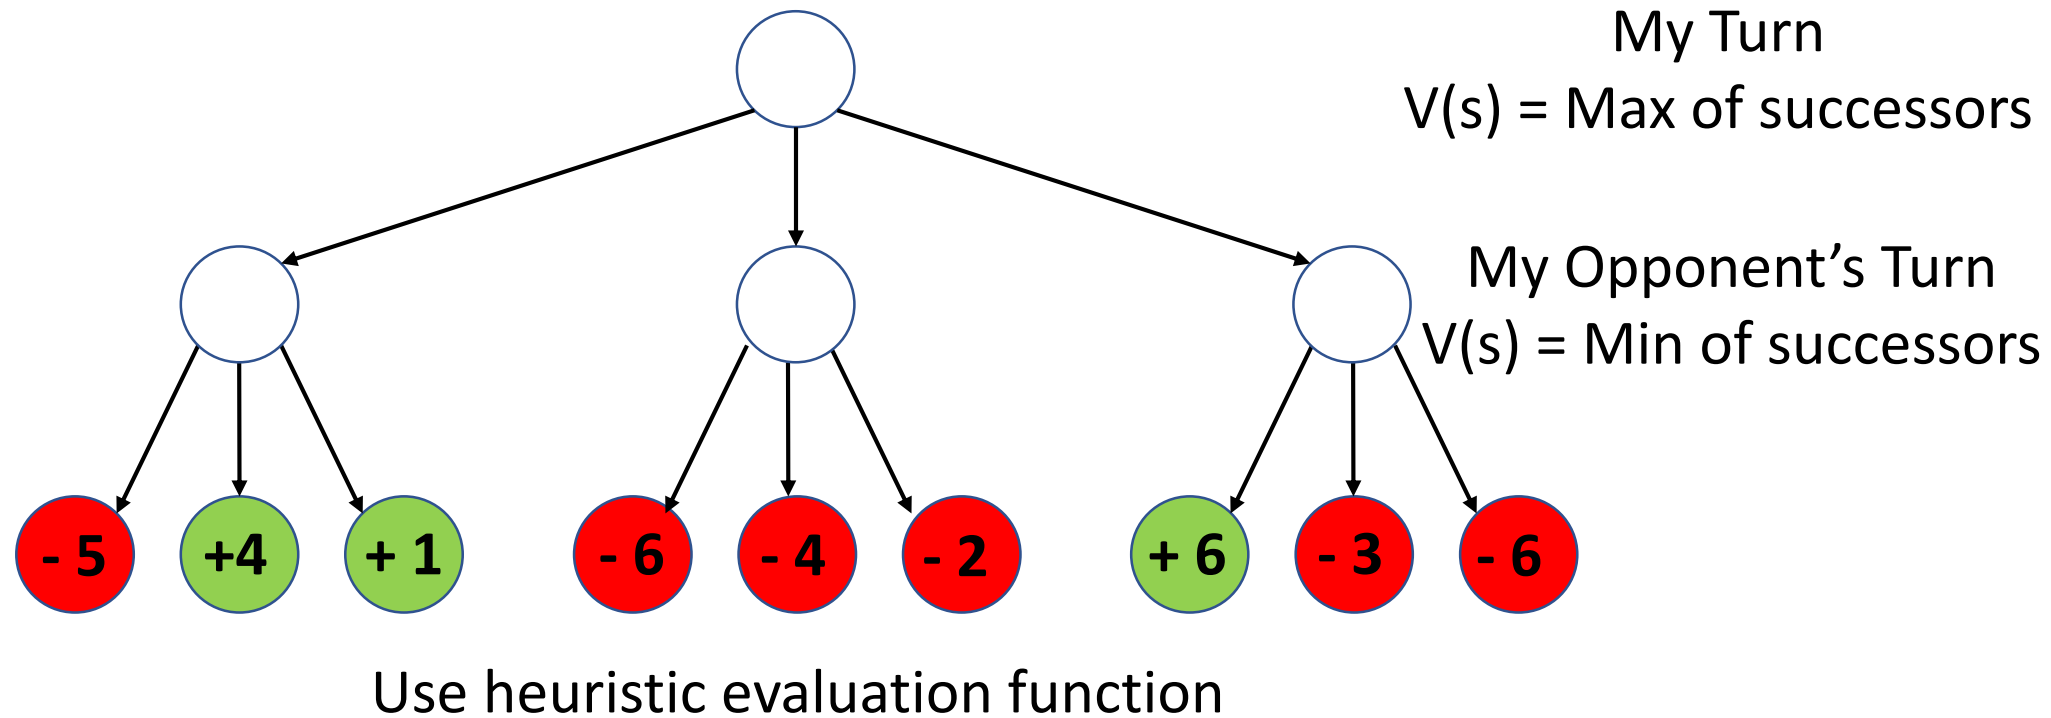 My Turn
V(s) = Max of successors
My Opponent’s Turn
V(s) = Min of successors
- 5
+4
+ 1
- 6
- 4
- 2
+ 6
- 3
- 6
Use heuristic evaluation function